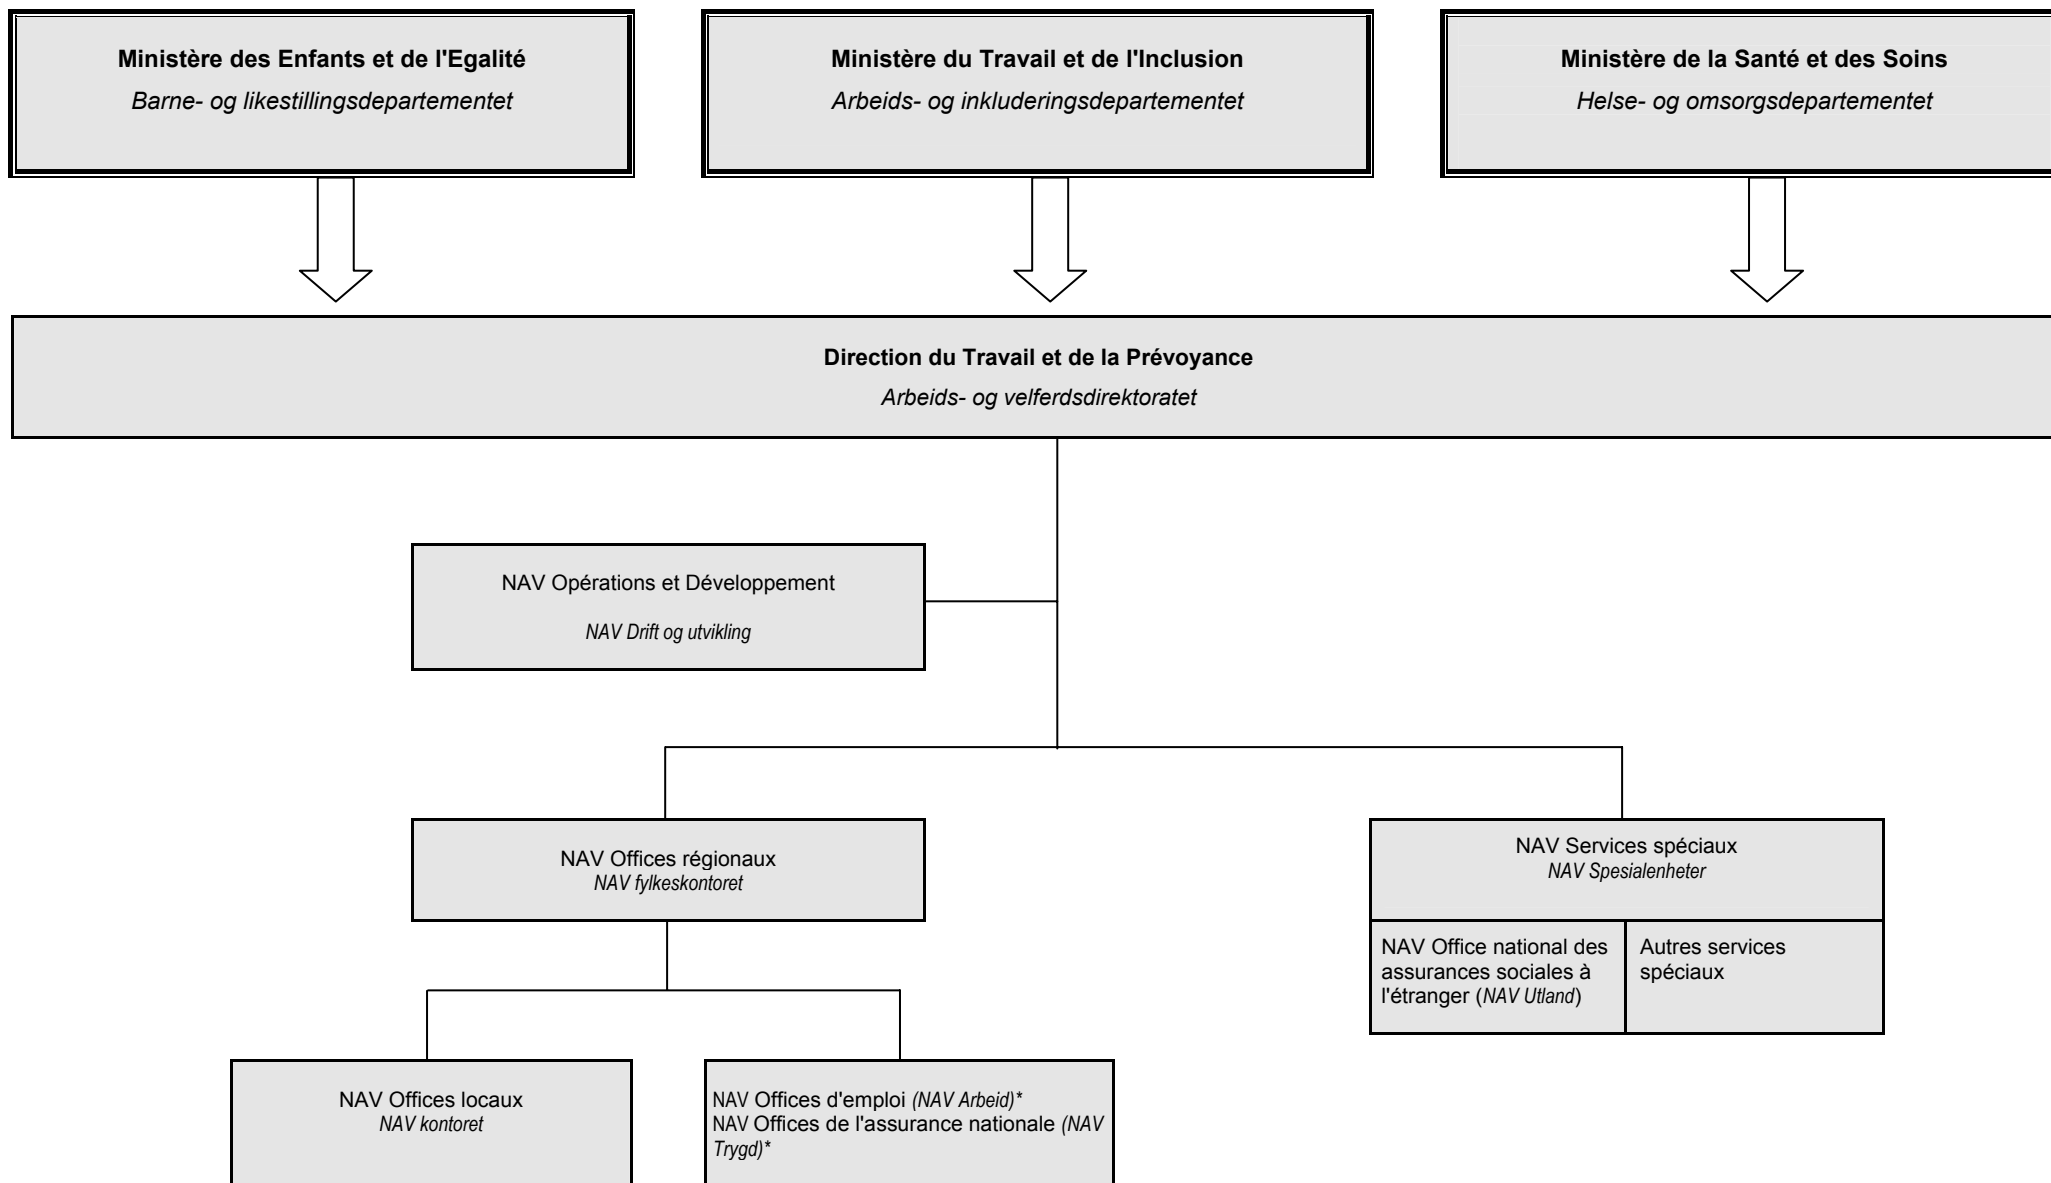 Ministère des Enfants et de l'Egalité
Barne- og likestillingsdepartementet
Ministère du Travail et de l'Inclusion
Arbeids- og inkluderingsdepartementet
Ministère de la Santé et des Soins
Helse- og omsorgsdepartementet
Direction du Travail et de la Prévoyance
Arbeids- og velferdsdirektoratet
NAV Opérations et Développement
NAV Drift og utvikling
NAV Offices régionaux
NAV fylkeskontoret
NAV Services spéciaux
NAV Spesialenheter
NAV Office national des
assurances sociales à
l'étranger (NAV Utland)
Autres services
spéciaux
NAV Offices locaux
NAV kontoret
NAV Offices d'emploi (NAV Arbeid)*
NAV Offices de l'assurance nationale (NAV
Trygd)*